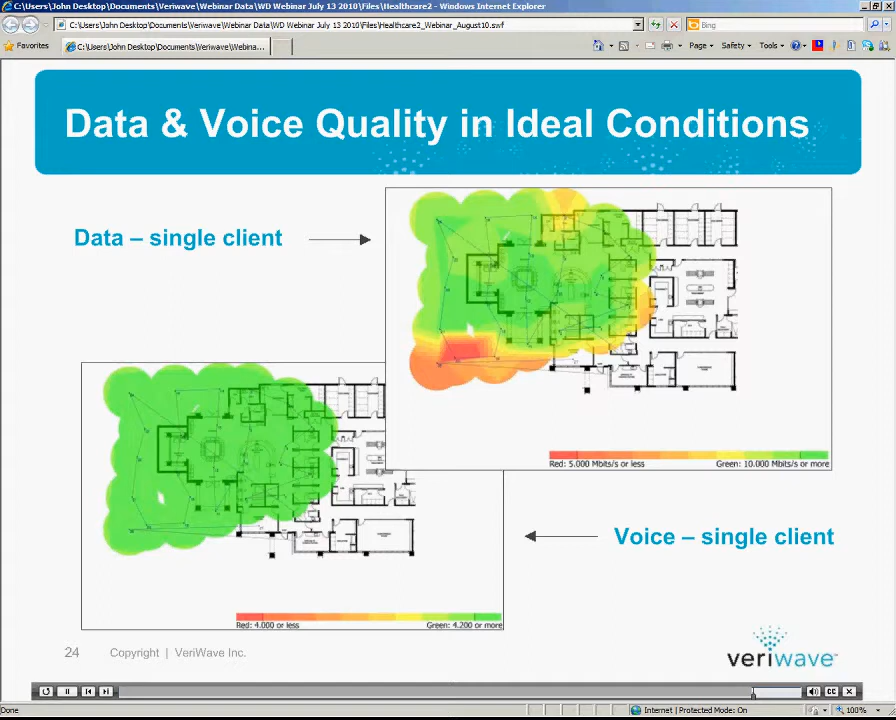 C:\Users\John Desktop\Documents\Veriwave\Webinar Data\WD Webinar July 13 2010\Files\Healthcare2 - Windows Internet Explorer
C:\Users\John Desktop\Documents\Veriwave\Webinar Data\WD Webinar July 13 2010\Files\Healthcare2_Webinar_August10.swf
Bing
Favorites
C:\Users\John Desktop\Documents\Veriwave\Webina...
Page
Safety
Tools
Data & Voice Quality in Ideal Conditions
Data – single client
Red: 5.000 Mbits/s or less
Green: 10.000 Mbits/s or more
Voice – single client
Red: 4.000 or less
Green: 4.200 or more
24
Copyright | VeriWave Inc.
veriwave™
CC
Done
Internet | Protected Mode: On
100%